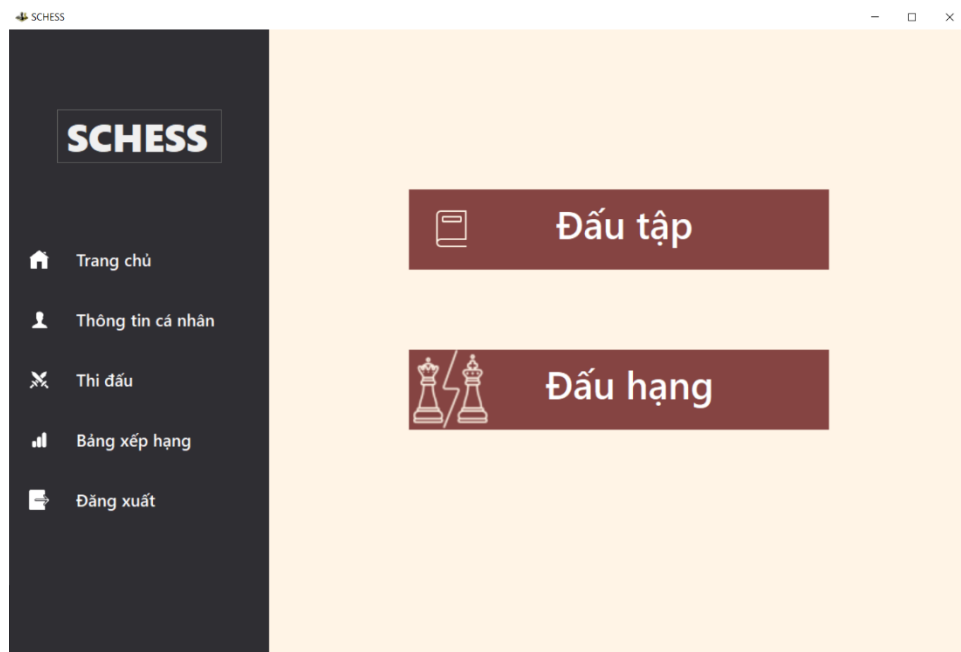 SCHESS
SCHESS
Trang chủ
Thông tin cá nhân
Thi đấu
Bảng xếp hạng
Đăng xuất
Đấu tập
Đấu hạng